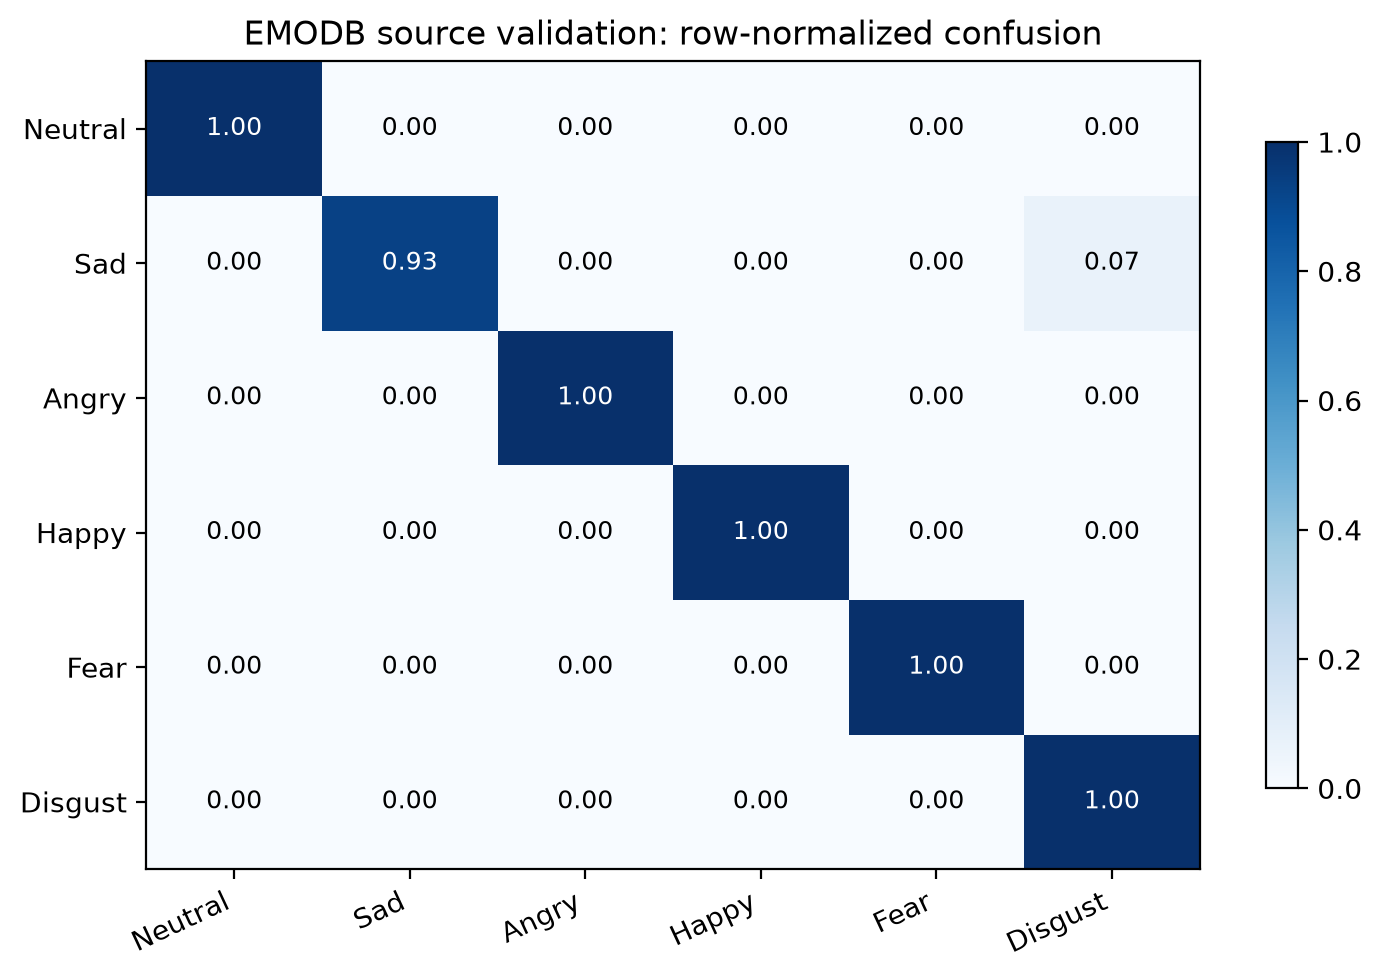 EMODB source validation: row-normalized confusion
Neutral 1.00 0.00 0.00 0.00 0.00 0.00
Sad 0.00 0.93 0.00 0.00 0.00 0.07
Angry 0.00 0.00 1.00 0.00 0.00 0.00
Happy 0.00 0.00 0.00 1.00 0.00 0.00
Fear 0.00 0.00 0.00 0.00 1.00 0.00
Disgust 0.00 0.00 0.00 0.00 0.00 1.00
Neutral Sad Angry Happy Fear Disgust
1.0
0.8
0.6
0.4
0.2
0.0